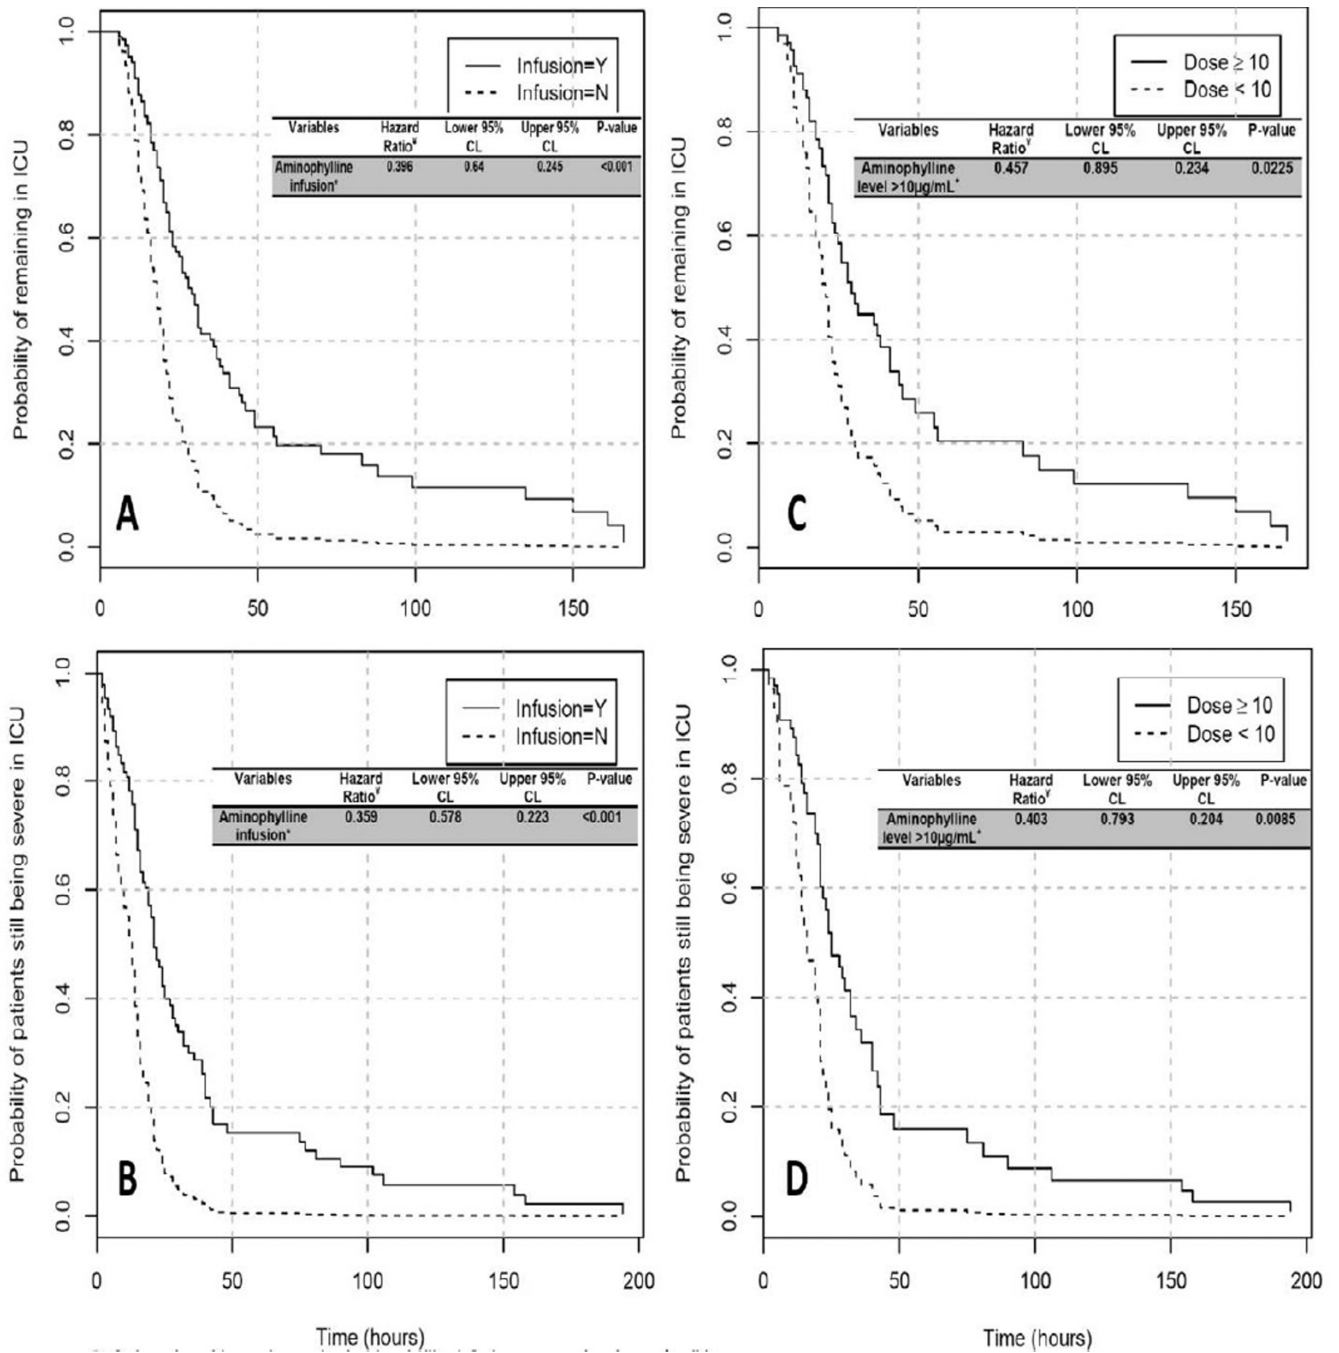 Probability of remaining in ICU
1.0
0.8
0.6
0.4
0.2
0.0
Infusion=Y
Infusion=N
Variables Hazard Lower 95% Upper 95% P-value
Ratio¥ CL CL
Aminophylline 0.396 0.64 0.245 <0.001
infusion*
A
0 50 100 150
Probability of remaining in ICU
1.0
0.8
0.6
0.4
0.2
0.0
Dose ≥ 10
Dose < 10
Variables Hazard Lower 95% Upper 95% P-value
Ratio¥ CL CL
Aminophylline 0.457 0.895 0.234 0.0225
level >10µg/mL+
C
0 50 100 150
Probability of patients still being severe in ICU
1.0
0.8
0.6
0.4
0.2
0.0
Infusion=Y
Infusion=N
Variables Hazard Lower 95% Upper 95% P-value
Ratio¥ CL CL
Aminophylline 0.359 0.578 0.223 <0.001
infusion*
B
0 50 100 150 200
Time (hours)
Probability of patients still being severe in ICU
1.0
0.8
0.6
0.4
0.2
0.0
Dose ≥ 10
Dose < 10
Variables Hazard Lower 95% Upper 95% P-value
Ratio¥ CL CL
Aminophylline 0.403 0.793 0.204 0.0085
level >10µg/mL+
D
0 50 100 150 200
Time (hours)